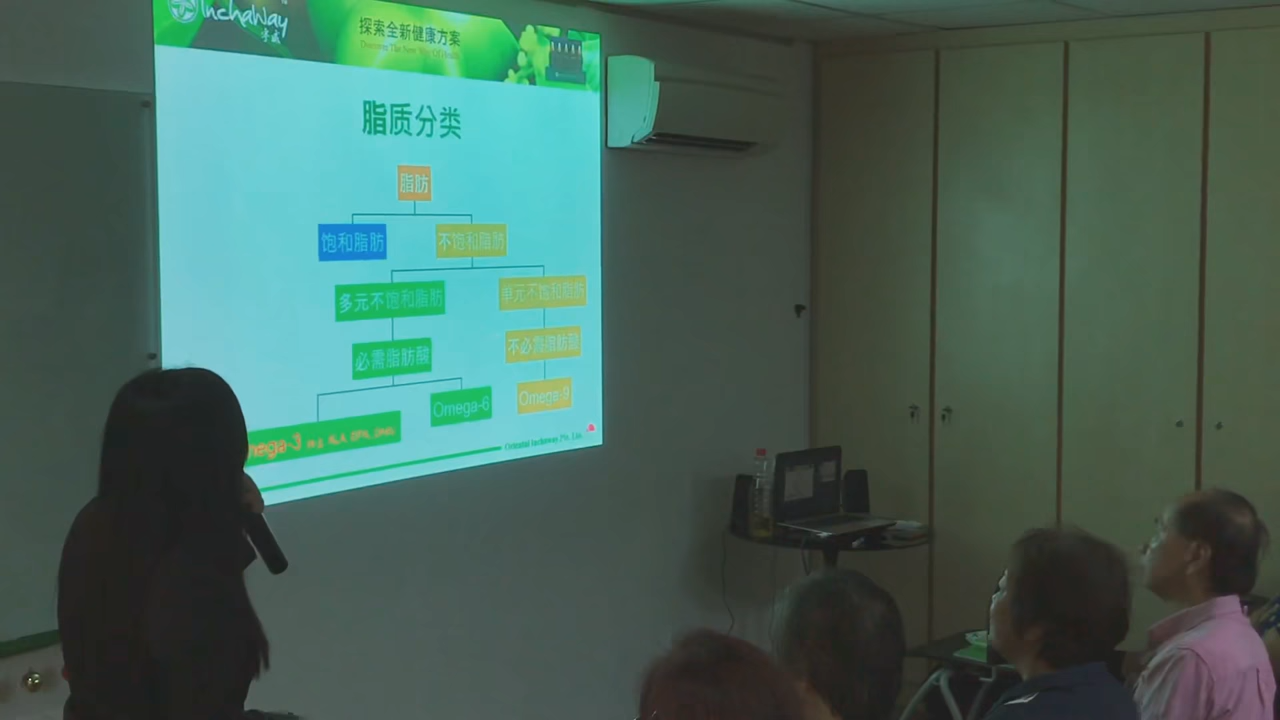 InchaWay
探索全新健康方案
Discover The New Way Of Health
脂质分类
脂肪
饱和脂肪
不饱和脂肪
多元不饱和脂肪
单元不饱和脂肪
必需脂肪酸
不必需脂肪酸
Omega-6
Omega-9
mega-3
Oriental Inchaway Pte. Ltd.